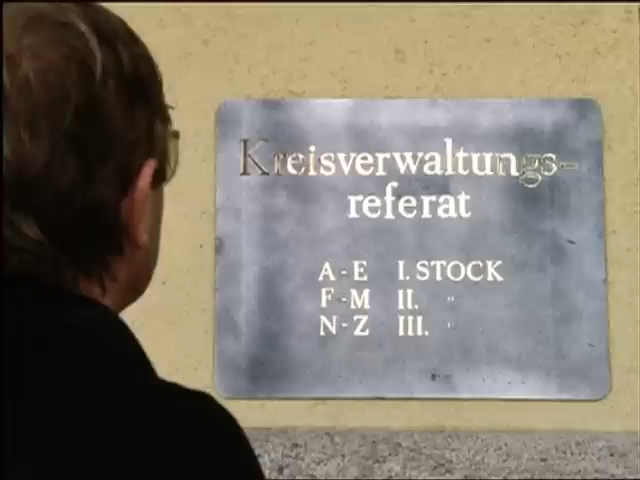 Kreisverwaltungs-
referat
A - E I. STOCK
F - M II. "
N - Z III. "